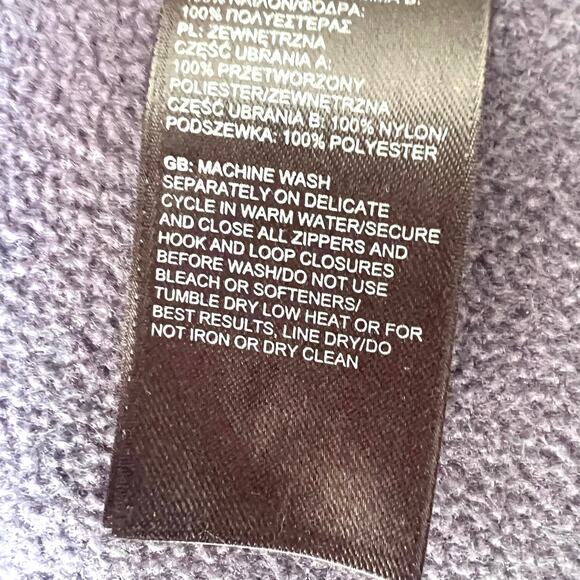 100% ΝΑΪΛΟΝ/ΦΟΔΡΑ:
100% ΠΟΛΥΕΣΤΕΡΑΣ
PL: ZEWNĘTRZNA
CZĘŚĆ UBRANIA A:
100% PRZETWORZONY
POLIESTER/ZEWNĘTRZNA
CZĘŚĆ UBRANIA B: 100% NYLON/
PODSZEWKA: 100% POLYESTER
GB: MACHINE WASH
SEPARATELY ON DELICATE
CYCLE IN WARM WATER/SECURE
AND CLOSE ALL ZIPPERS AND
HOOK AND LOOP CLOSURES
BEFORE WASH/DO NOT USE
BLEACH OR SOFTENERS/
TUMBLE DRY LOW HEAT OR FOR
BEST RESULTS, LINE DRY/DO
NOT IRON OR DRY CLEAN